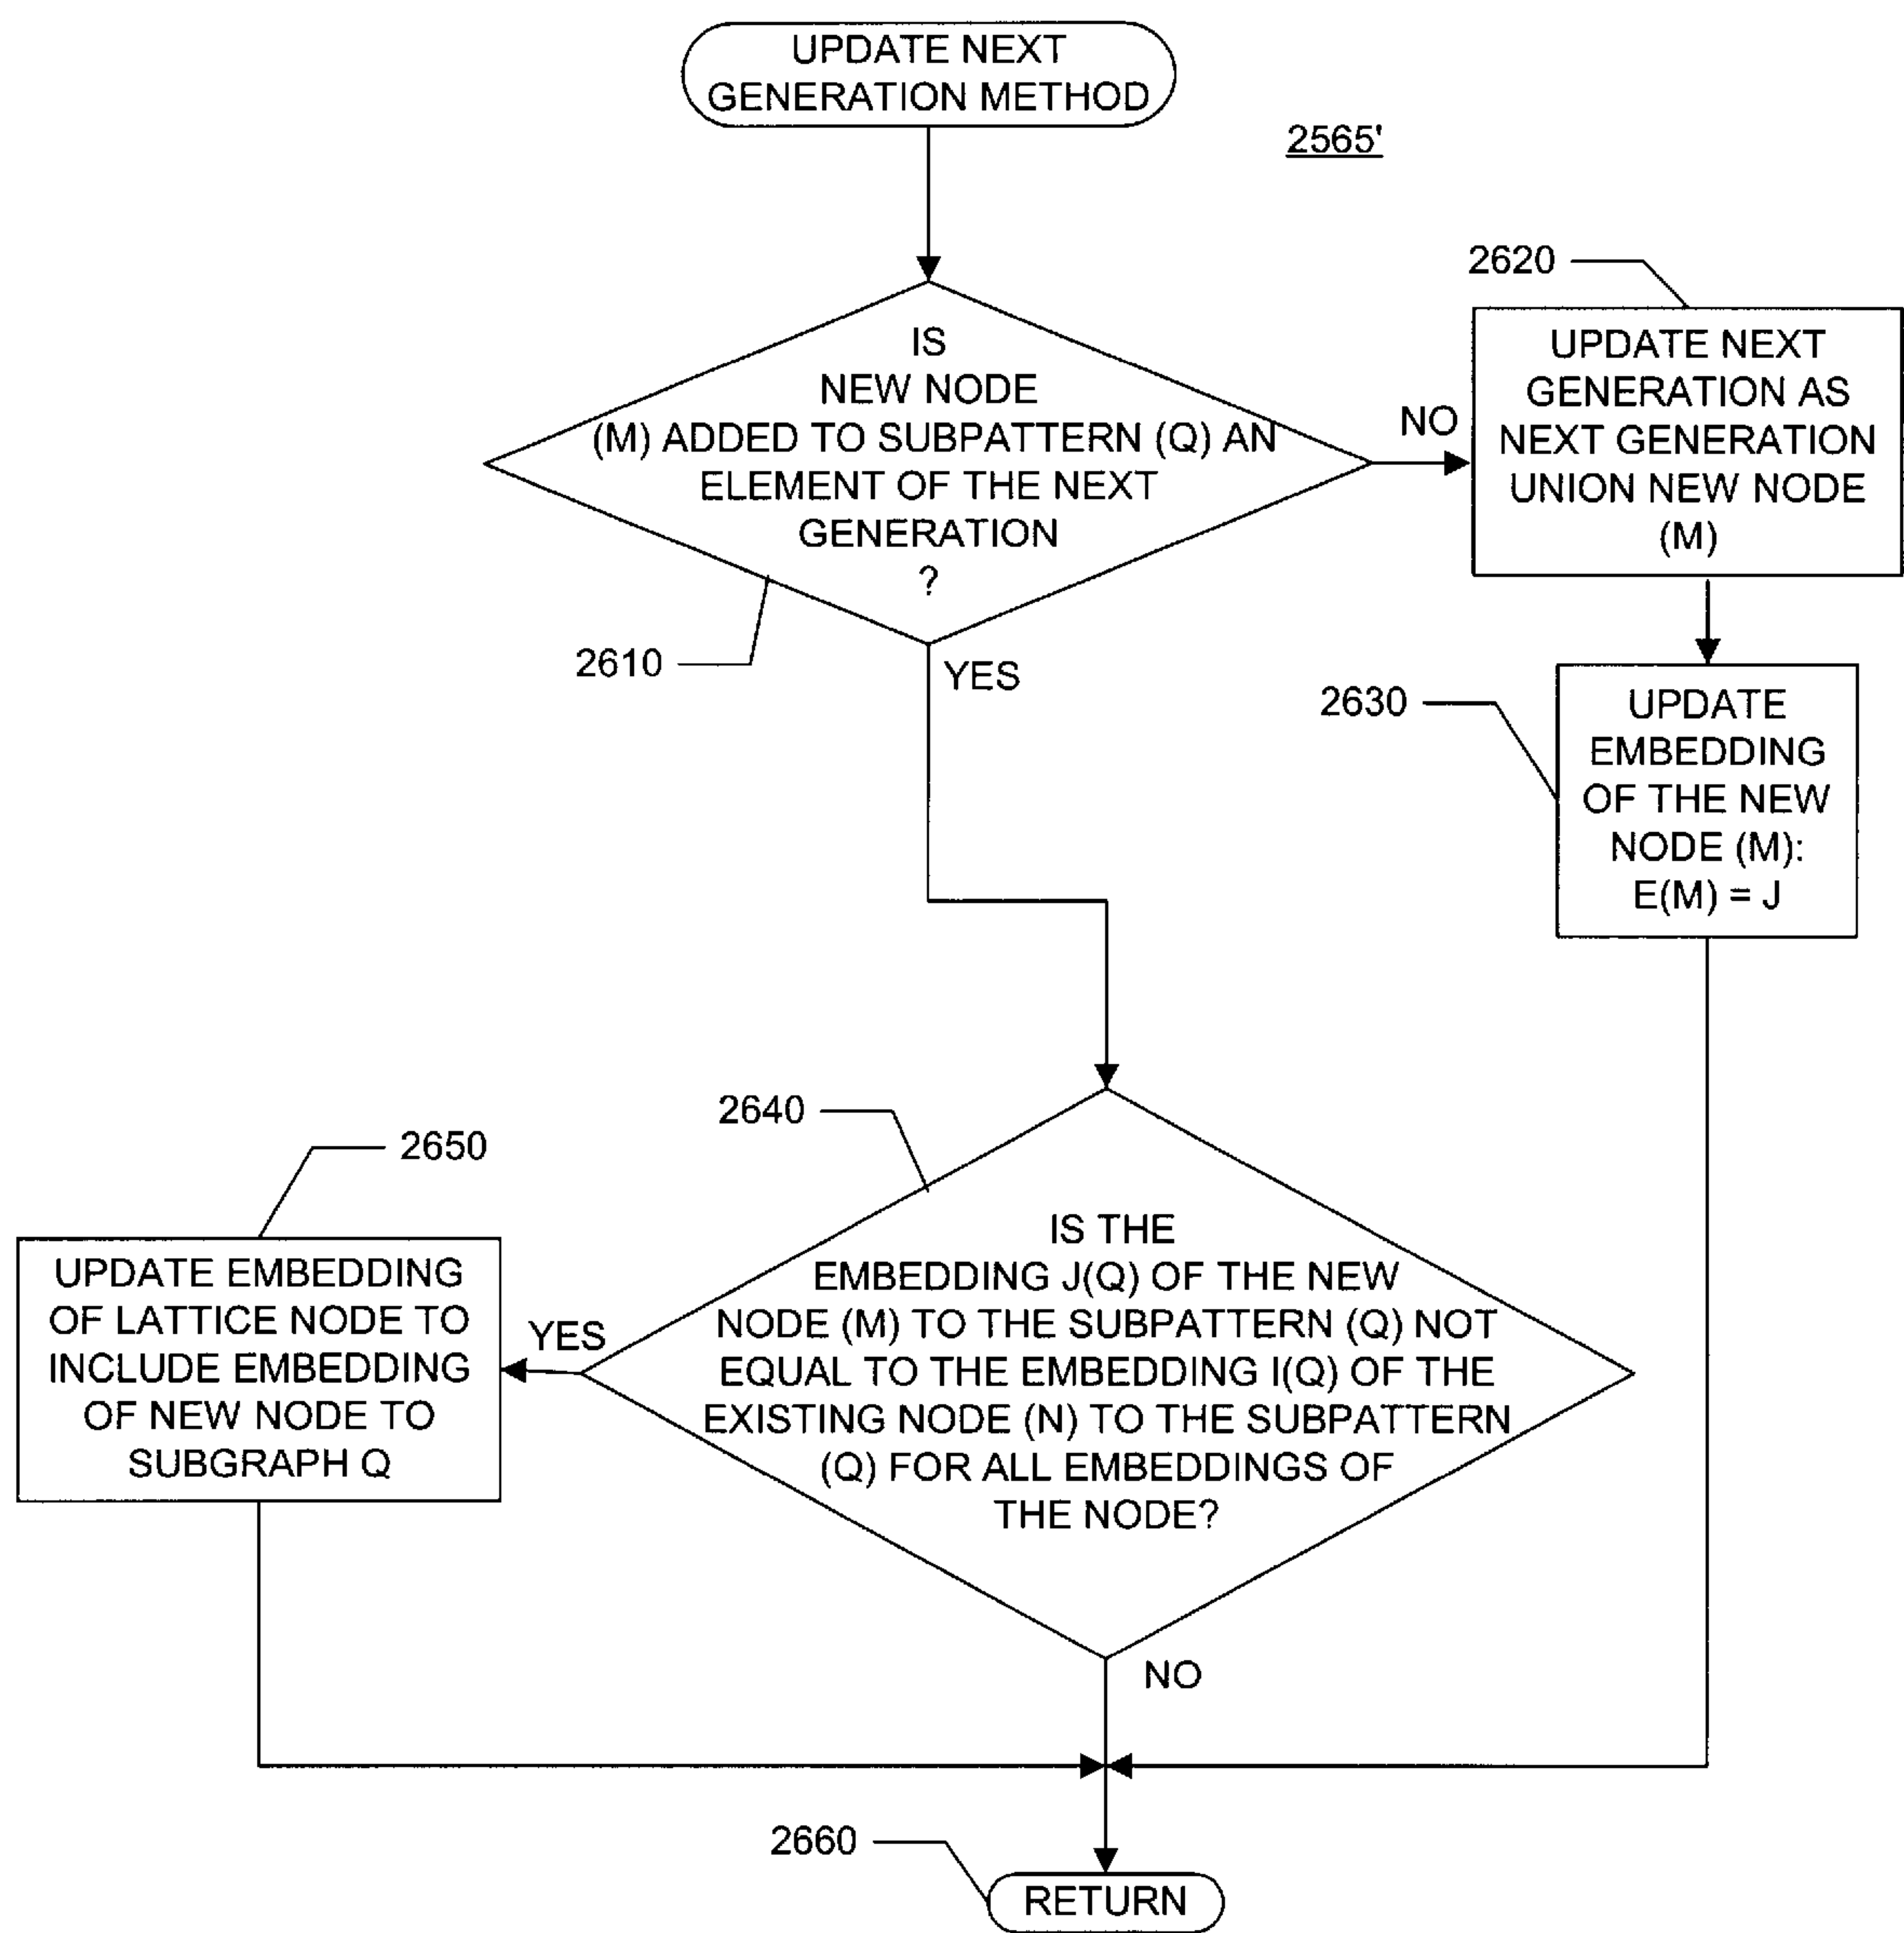 UPDATE NEXT
GENERATION METHOD
2565'
2620
IS
NEW NODE
(M) ADDED TO SUBPATTERN (Q) AN
ELEMENT OF THE NEXT
GENERATION
?
NO
UPDATE NEXT
GENERATION AS
NEXT GENERATION
UNION NEW NODE
(M)
2610
YES
2630
UPDATE
EMBEDDING
OF THE NEW
NODE (M):
E(M) = J
2640
2650
IS THE
EMBEDDING J(Q) OF THE NEW
NODE (M) TO THE SUBPATTERN (Q) NOT
EQUAL TO THE EMBEDDING I(Q) OF THE
EXISTING NODE (N) TO THE SUBPATTERN
(Q) FOR ALL EMBEDDINGS OF
THE NODE?
YES
UPDATE EMBEDDING
OF LATTICE NODE TO
INCLUDE EMBEDDING
OF NEW NODE TO
SUBGRAPH Q
NO
2660
RETURN